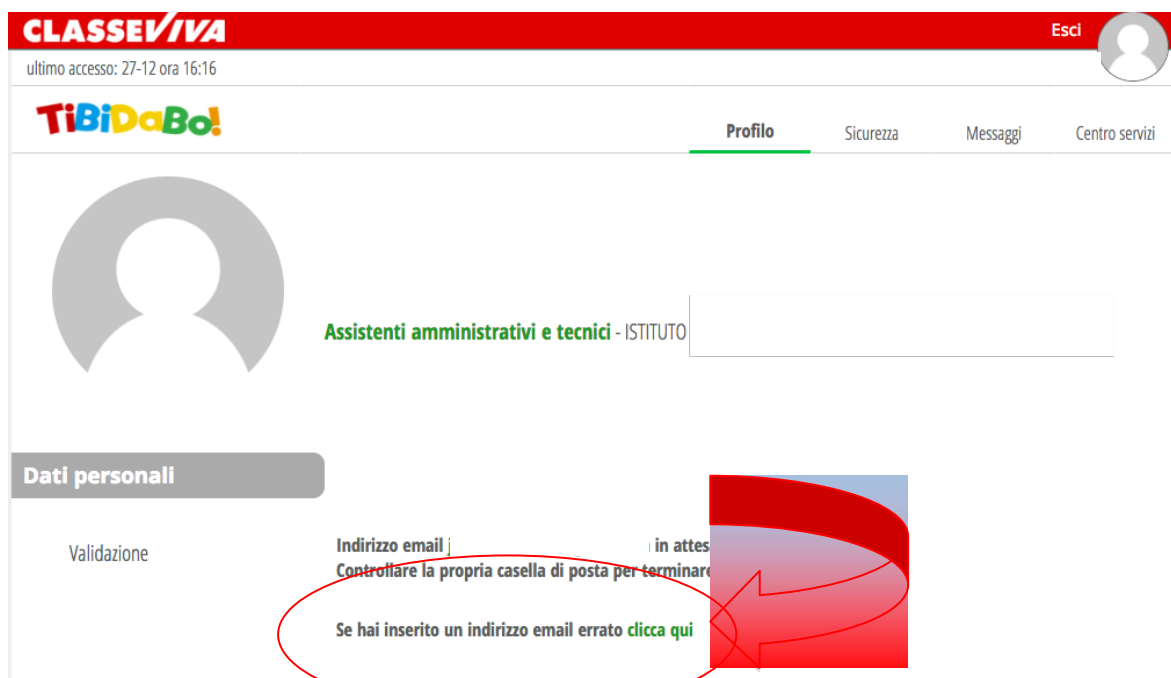 CLASSEVIVA
Esci
ultimo accesso: 27-12 ora 16:16
TiBiDaBo!
Profilo
Sicurezza
Messaggi
Centro servizi
Assistenti amministrativi e tecnici - ISTITUTO
Dati personali
Validazione
Indirizzo email in
Controllare la propria casella di posta per terminare
Se hai inserito un indirizzo email errato clicca qui